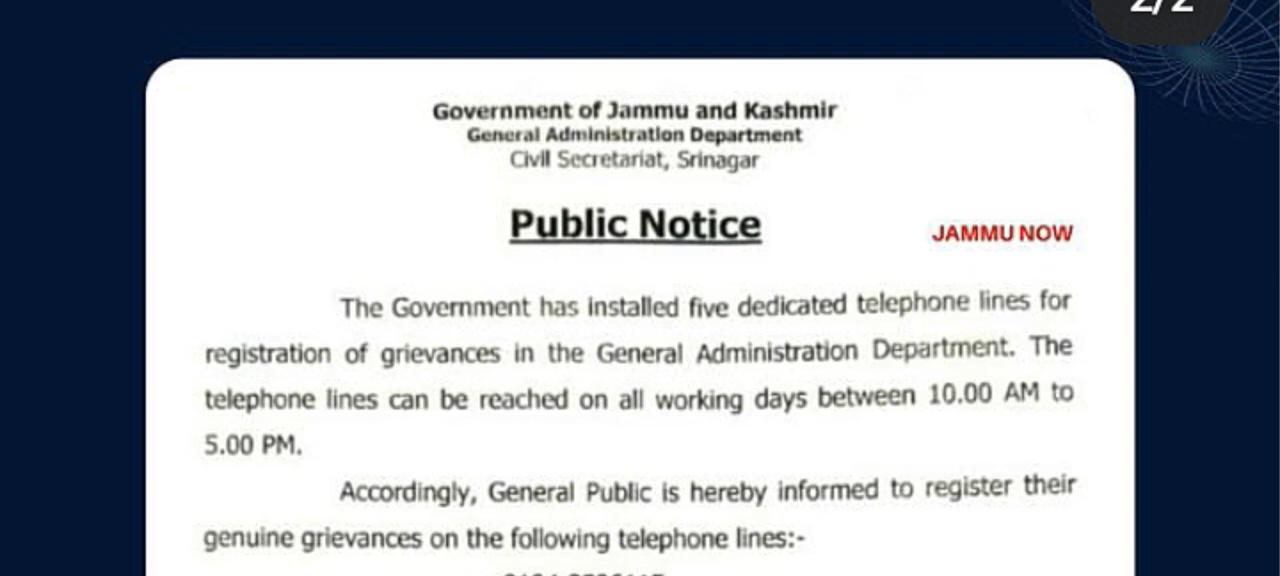 2/2
Government of Jammu and Kashmir
General Administration Department
Civil Secretariat, Srinagar
Public Notice
JAMMU NOW
The Government has installed five dedicated telephone lines for
registration of grievances in the General Administration Department. The
telephone lines can be reached on all working days between 10.00 AM to
5.00 PM.
Accordingly, General Public is hereby informed to register their
genuine grievances on the following telephone lines:-